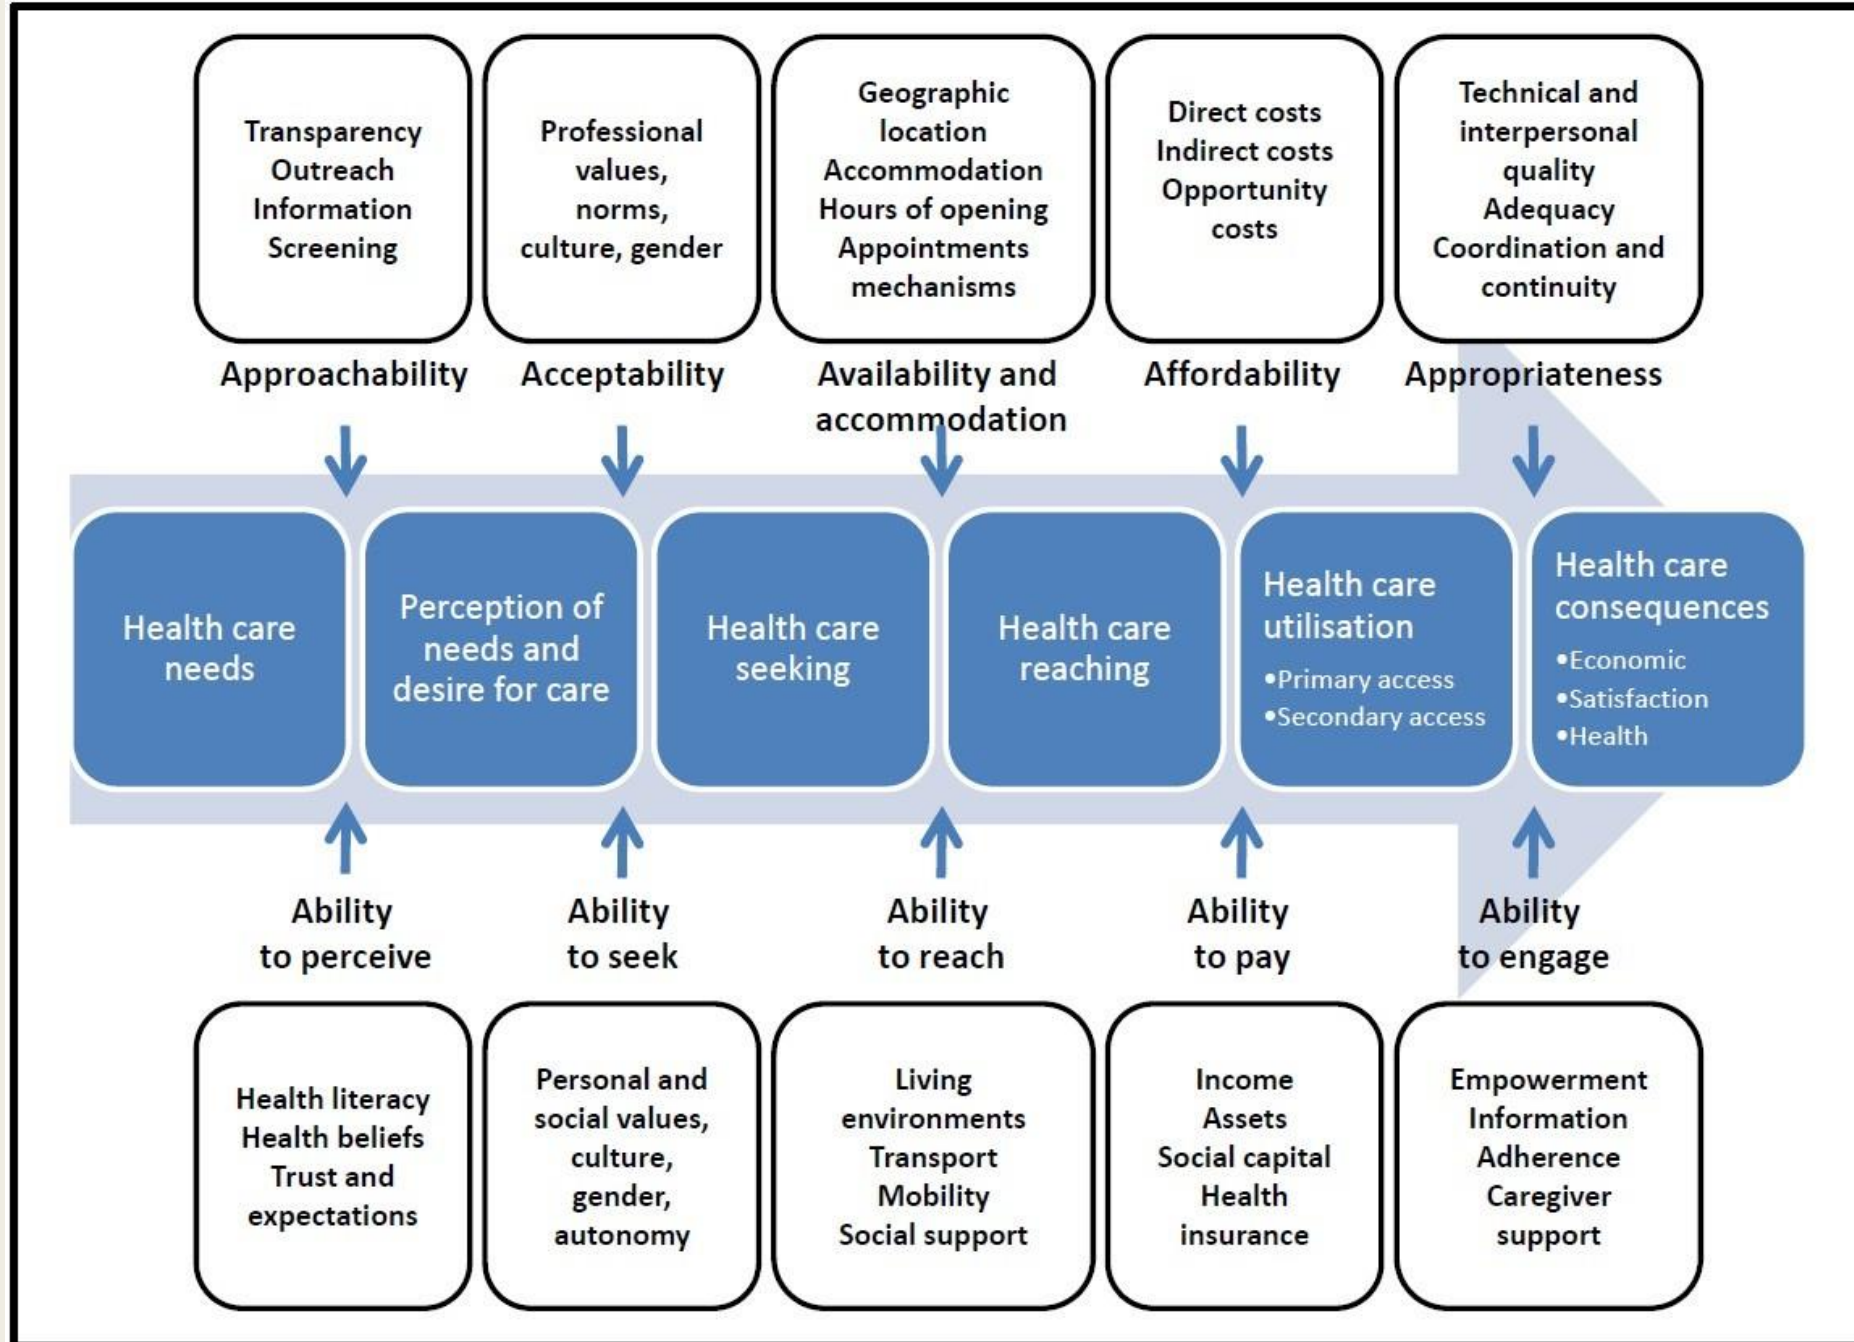 Transparency
Outreach
Information
Screening
Professional
values,
norms,
culture, gender
Geographic
location
Accommodation
Hours of opening
Appointments
mechanisms
Direct costs
Indirect costs
Opportunity
costs
Technical and
interpersonal
quality
Adequacy
Coordination and
continuity
Approachability
Acceptability
Availability and
accommodation
Affordability
Appropriateness
Health care
needs
Perception of
needs and
desire for care
Health care
seeking
Health care
reaching
Health care
utilisation
•Primary access
•Secondary access
Health care
consequences
•Economic
•Satisfaction
•Health
Ability
to perceive
Ability
to seek
Ability
to reach
Ability
to pay
Ability
to engage
Health literacy
Health beliefs
Trust and
expectations
Personal and
social values,
culture,
gender,
autonomy
Living
environments
Transport
Mobility
Social support
Income
Assets
Social capital
Health
insurance
Empowerment
Information
Adherence
Caregiver
support